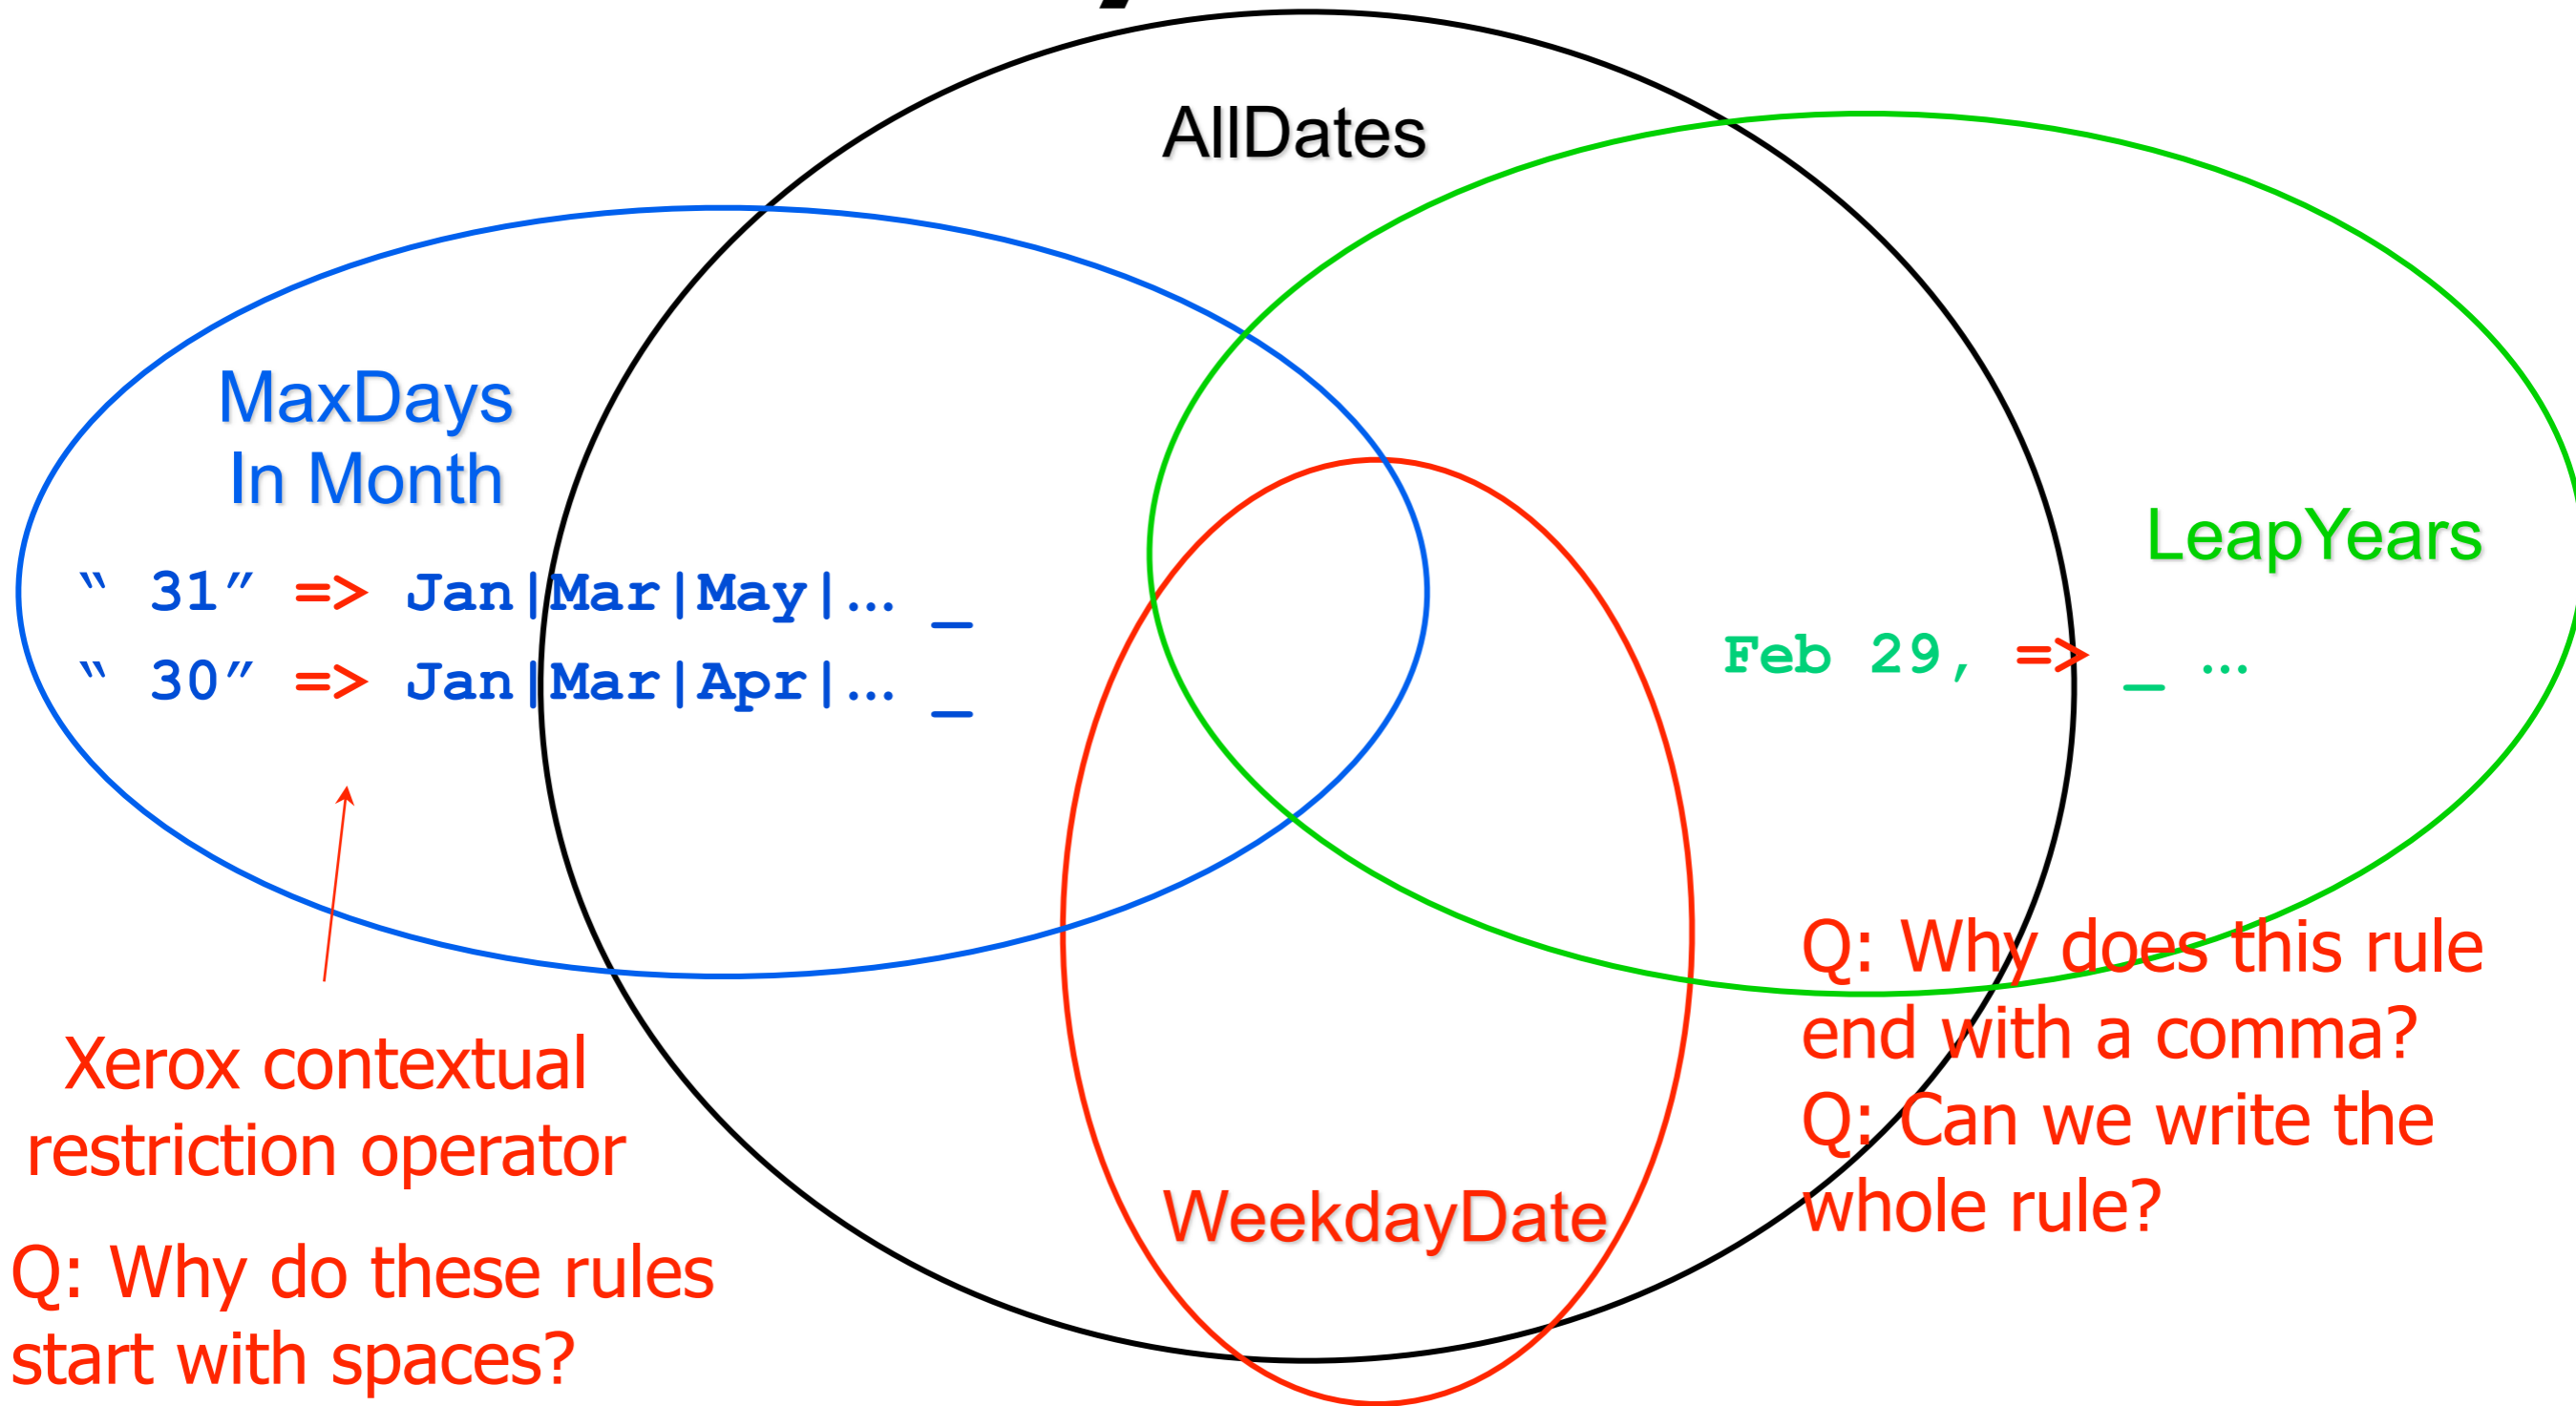 AllDates
MaxDays
In Month
“ 31” => Jan|Mar|May|… _
“ 30” => Jan|Mar|Apr|… _
LeapYears
Feb 29, => _ …
Xerox contextual
restriction operator
Q: Why do these rules
start with spaces?
WeekdayDate
Q: Why does this rule
end with a comma?
Q: Can we write the
whole rule?